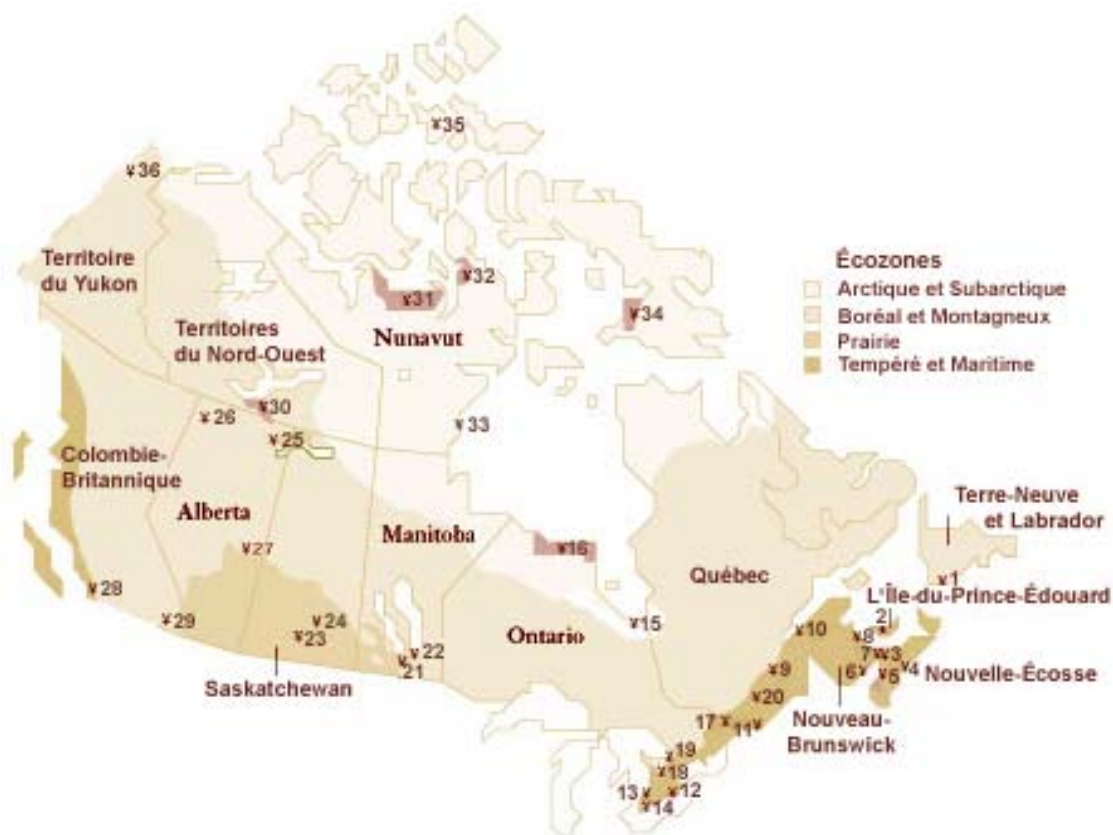 ¥35
¥36
Territoire
du Yukon
¥32
¥31
Écozones
Arctique et Subarctique
Boréal et Montagneux
Prairie
Tempéré et Maritime
¥34
Territoires
du Nord-Ouest
Nunavut
¥30
¥26
¥33
¥25
Colombie-
Britannique
Alberta
Manitoba
Terre-Neuve
et Labrador
¥27
¥16
Québec
¥1
¥28
L'Île-du-Prince-Édouard
2
¥29
¥24
¥23
Ontario
¥15
¥10
¥8
7 ¥¥3
¥22
¥
21
¥9
6¥
¥5
¥4
Nouvelle-Écosse
Saskatchewan
¥20
17 ¥
11¥
Nouveau-
Brunswick
¥19
¥18
13 ¥
¥12
¥14